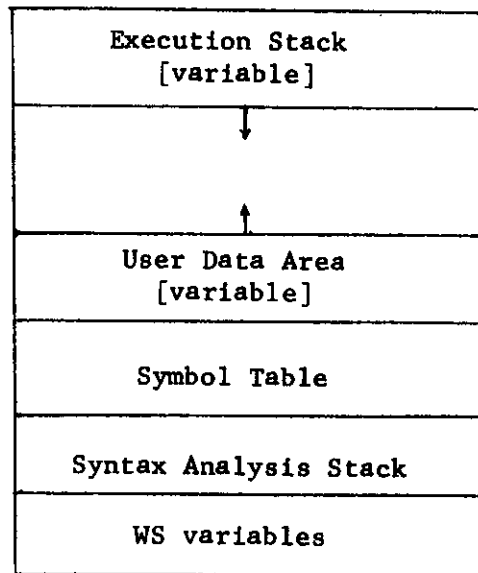 Execution Stack
[variable]
User Data Area
[variable]
Symbol Table
Syntax Analysis Stack
WS variables